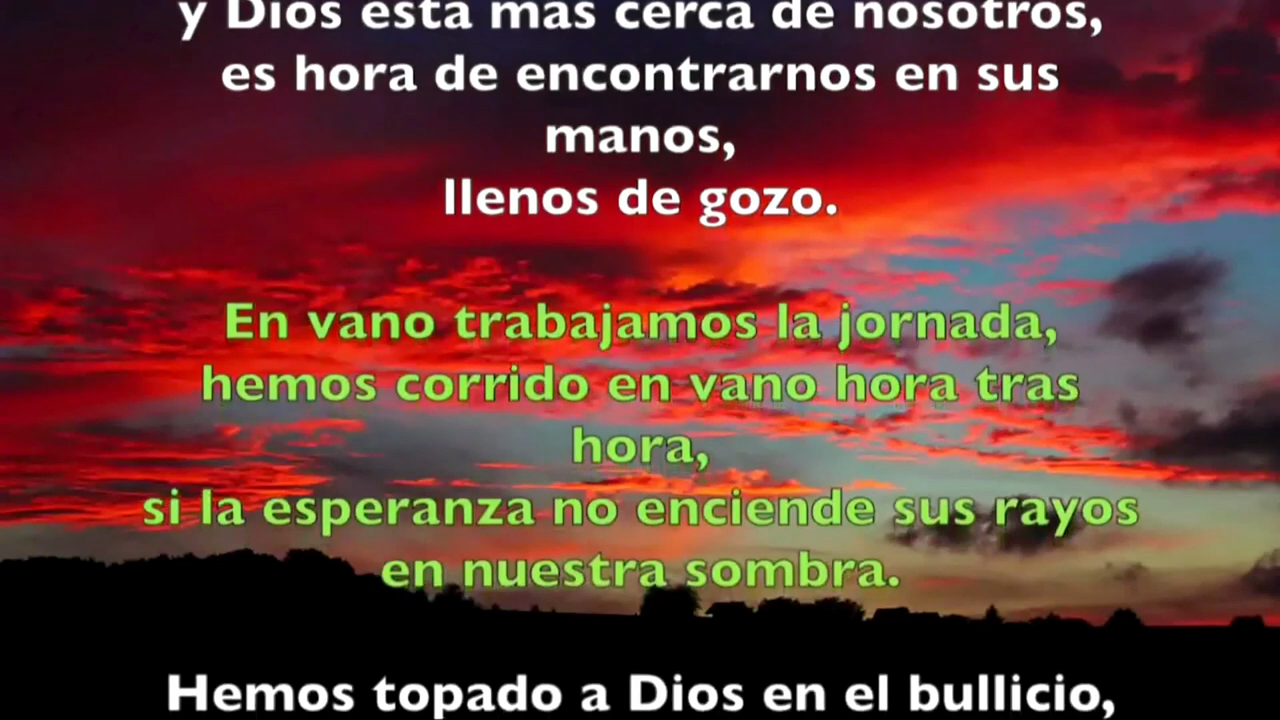 y Dios está más cerca de nosotros,
es hora de encontrarnos en sus
manos,
llenos de gozo.
En vano trabajamos la jornada,
hemos corrido en vano hora tras
hora,
si la esperanza no enciende sus rayos
en nuestra sombra.
Hemos topado a Dios en el bullicio,